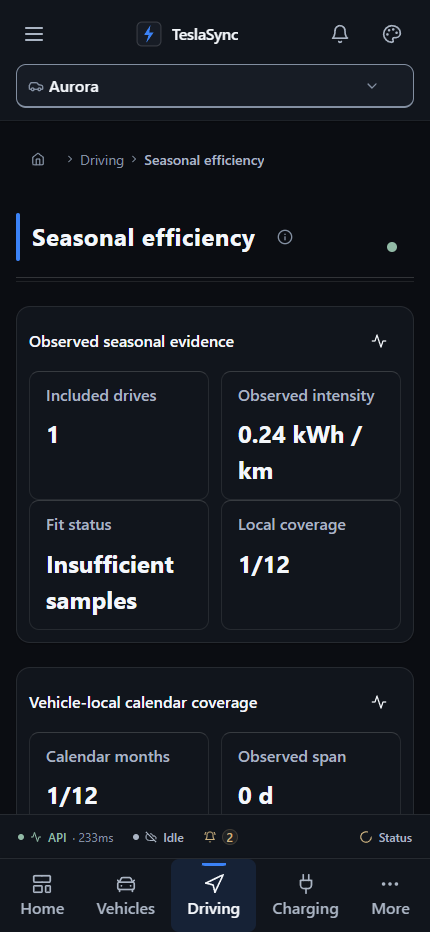 TeslaSync
Aurora
Driving
Seasonal efficiency
Seasonal efficiency
Observed seasonal evidence
Included drives
1
Observed intensity
0.24 kWh /
km
Fit status
Insufficient
samples
Local coverage
1/12
Vehicle-local calendar coverage
Calendar months
1/12
Observed span
0 d
API · 233ms
Idle
2
Status
Home
Vehicles
Driving
Charging
More